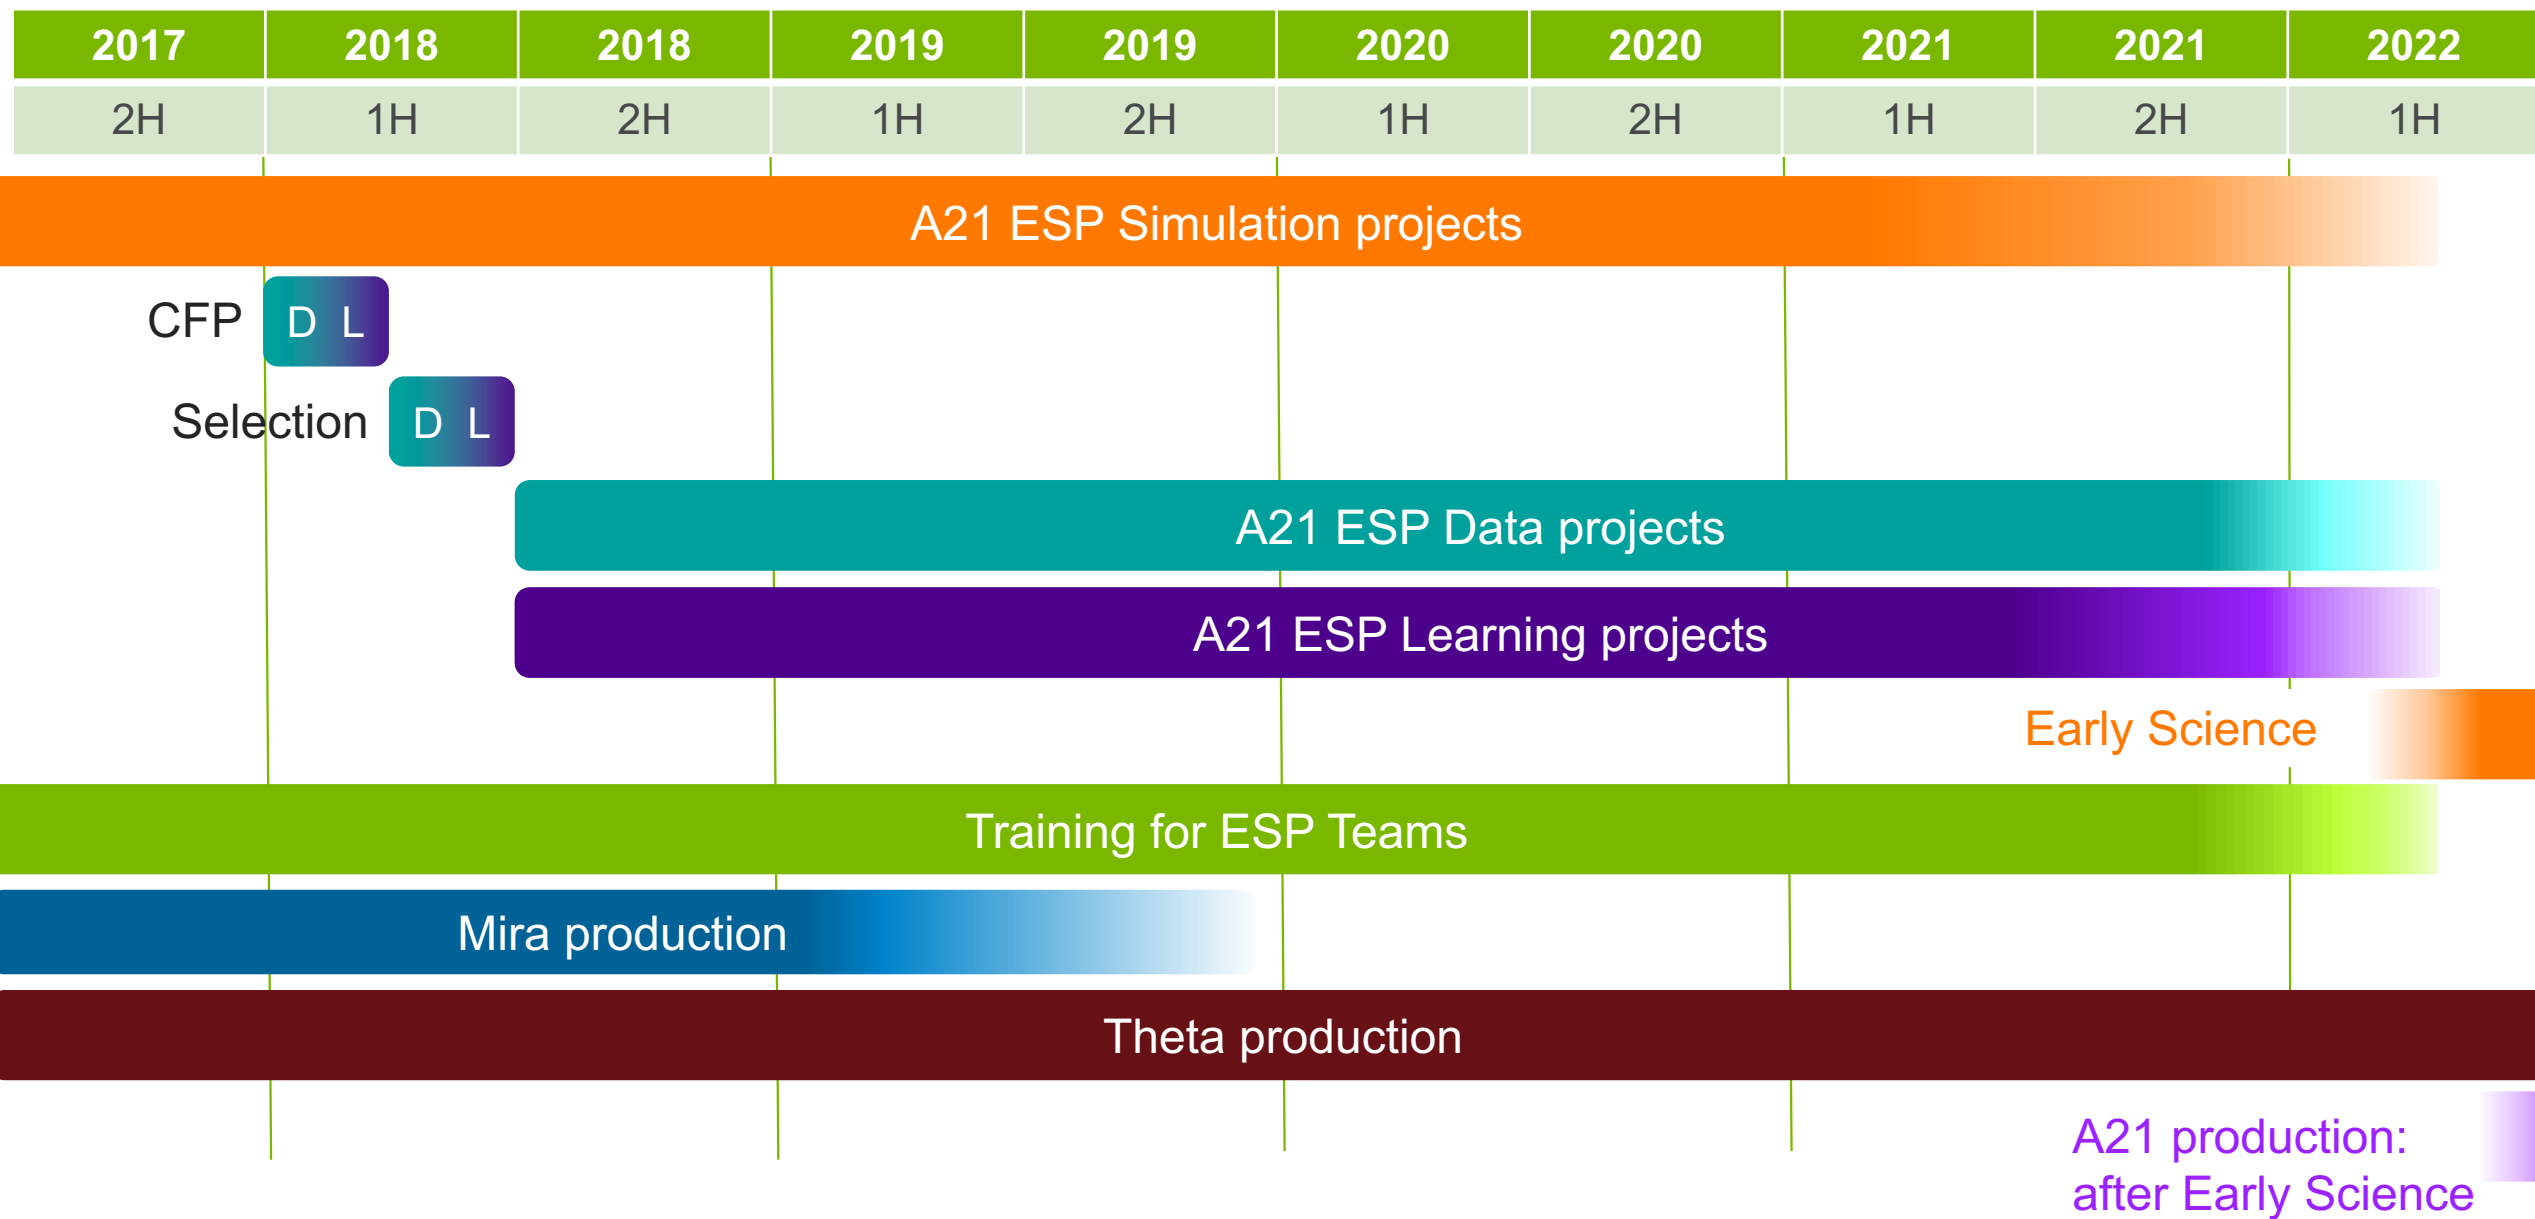 2017 2018 2018 2019 2019 2020 2020 2021 2021 2022
2H 1H 2H 1H 2H 1H 2H 1H 2H 1H
A21 ESP Simulation projects
CFP D L
Selection D L
A21 ESP Data projects
A21 ESP Learning projects
Early Science
Training for ESP Teams
Mira production
Theta production
A21 production:
after Early Science